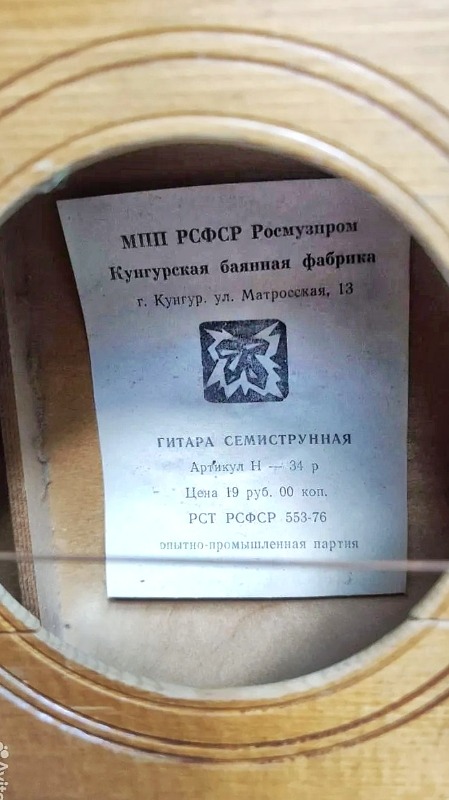 МПП РСФСР Росмузпром
Кунгурская баянная фабрика
г. Кунгур. ул. Матросская, 13
ГИТАРА СЕМИСТРУННАЯ
Артикул Н — 34 р
Цена 19 руб. 00 коп.
РСТ РСФСР 553-76
опытно-промышленная партия
Avito